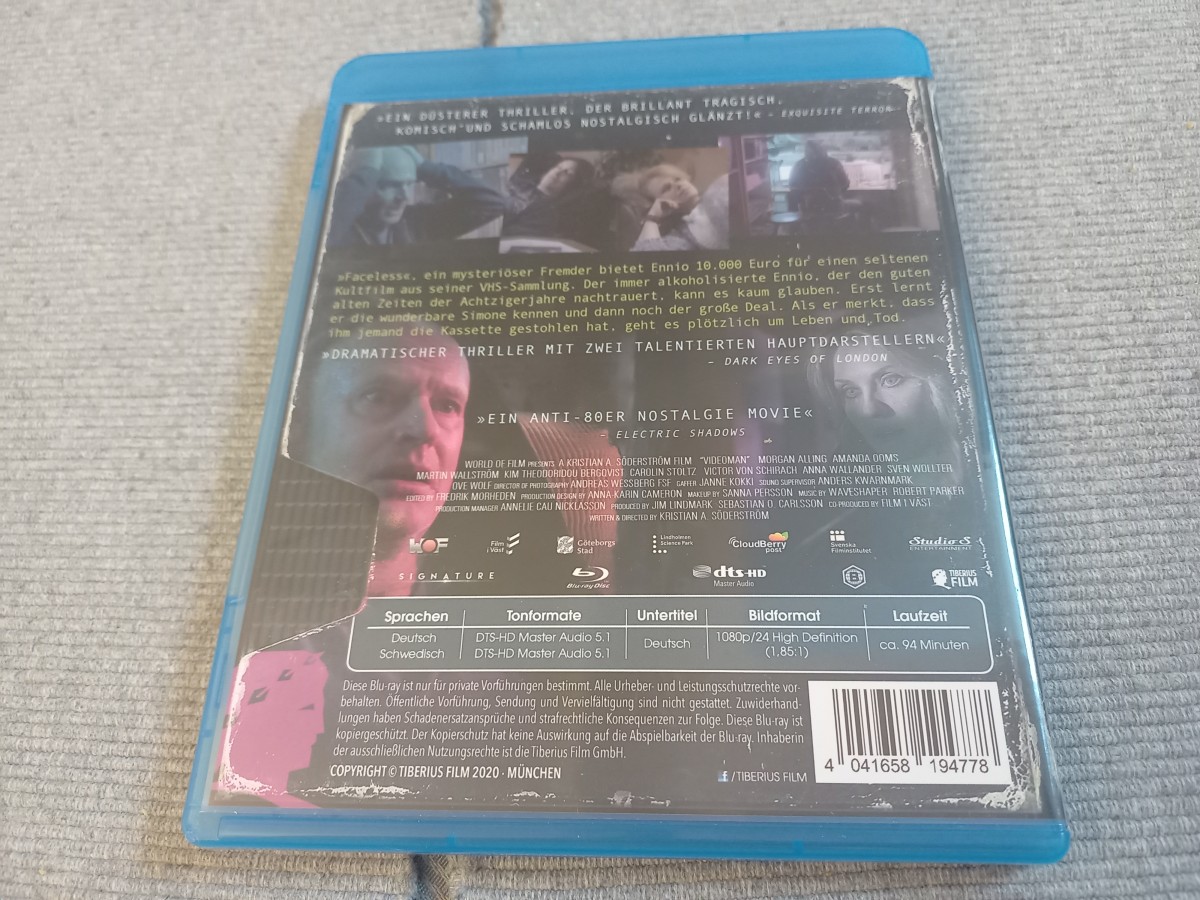 »EIN DÜSTERER THRILLER, DER BRILLANT TRAGISCH,
KOMISCH UND SCHAMLOS NOSTALGISCH GLÄNZT!« – EXQUISITE TERROR
»Faceless«, ein mysteriöser Fremder bietet Ennio 10.000 Euro für einen seltenen
Kultfilm aus seiner VHS-Sammlung. Der immer alkoholisierte Ennio, der den guten
alten Zeiten der Achtzigerjahre nachtrauert, kann es kaum glauben. Erst lernt
er die wunderbare Simone kennen und dann noch der große Deal. Als er merkt, dass
ihm jemand die Kassette gestohlen hat, geht es plötzlich um Leben und Tod.
»DRAMATISCHER THRILLER MIT ZWEI TALENTIERTEN HAUPTDARSTELLERN«
– DARK EYES OF LONDON
»EIN ANTI-80ER NOSTALGIE MOVIE«
– ELECTRIC SHADOWS
WORLD OF FILM PRESENTS A KRISTIAN A. SÖDERSTRÖM FILM "VIDEOMAN" MORGAN ALLING AMANDA OOMS
MARTIN WALLSTRÖM KIM THEODORIDOU BERGQVIST CAROLIN STOLTZ VICTOR VON SCHIRACH ANNA WALLANDER SVEN WOLLTER
OVE WOLF DIRECTOR OF PHOTOGRAPHY ANDREAS WESSBERG FSF GAFFER JANNE KOKKI SOUND SUPERVISOR ANDERS KWARNMARK
EDITED BY FREDRIK MORHEDEN PRODUCTION DESIGN BY ANNA-KARIN CAMERON MAKEUP BY SANNA PERSSON MUSIC BY WAVESHAPER ROBERT PARKER
PRODUCTION MANAGER ANNELIE CAU NICKLASSON PRODUCED BY JIM LINDMARK SEBASTIAN O. CARLSSON CO-PRODUCED BY FILM I VÄST
WRITTEN & DIRECTED BY KRISTIAN A. SÖDERSTRÖM
WOF
Film i Väst
Göteborgs Stad
Lindholmen Science Park
CloudBerry post
Svenska Filminstitutet
Studio S ENTERTAINMENT
SIGNATURE
Blu-ray Disc
dts-HD Master Audio
TIBERIUS FILM
Sprachen Tonformate Untertitel Bildformat Laufzeit
Deutsch DTS-HD Master Audio 5.1 Deutsch 1080p/24 High Definition ca. 94 Minuten
Schwedisch DTS-HD Master Audio 5.1 (1.85:1)
Diese Blu-ray ist nur für private Vorführungen bestimmt. Alle Urheber- und Leistungsschutzrechte vor-
behalten. Öffentliche Vorführung, Sendung und Vervielfältigung sind nicht gestattet. Zuwiderhand-
lungen haben Schadenersatzansprüche und strafrechtliche Konsequenzen zur Folge. Diese Blu-ray ist
kopiergeschützt. Der Kopierschutz hat keine Auswirkung auf die Abspielbarkeit der Blu-ray. Inhaberin
der ausschließlichen Nutzungsrechte ist die Tiberius Film GmbH.
COPYRIGHT © TIBERIUS FILM 2020 · MÜNCHEN
f/TIBERIUS FILM
4 041658 194778